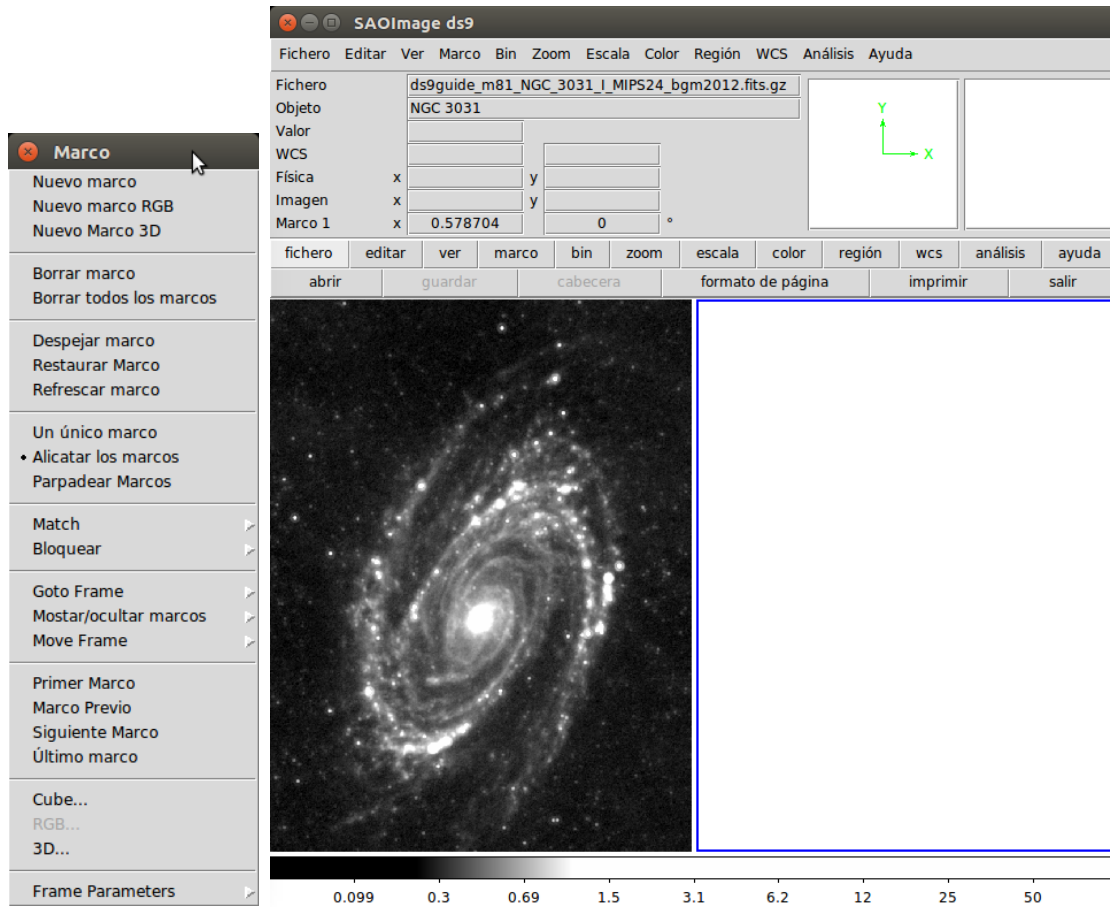 Marco
Nuevo marco
Nuevo marco RGB
Nuevo Marco 3D
Borrar marco
Borrar todos los marcos
Despejar marco
Restaurar Marco
Refrescar marco
Un único marco
Alicatar los marcos
Parpadear Marcos
Match
Bloquear
Goto Frame
Mostar/ocultar marcos
Move Frame
Primer Marco
Marco Previo
Siguiente Marco
Último marco
Cube...
RGB...
3D...
Frame Parameters
SAOImage ds9
Fichero Editar Ver Marco Bin Zoom Escala Color Región WCS Análisis Ayuda
Fichero ds9guide_m81_NGC_3031_I_MIPS24_bgm2012.fits.gz
Objeto NGC 3031
Valor
WCS
Física x y
Imagen x y
Marco 1 x 0.578704 0 °
Y
X
fichero editar ver marco bin zoom escala color región wcs análisis ayuda
abrir guardar cabecera formato de página imprimir salir
0.099 0.3 0.69 1.5 3.1 6.2 12 25 50